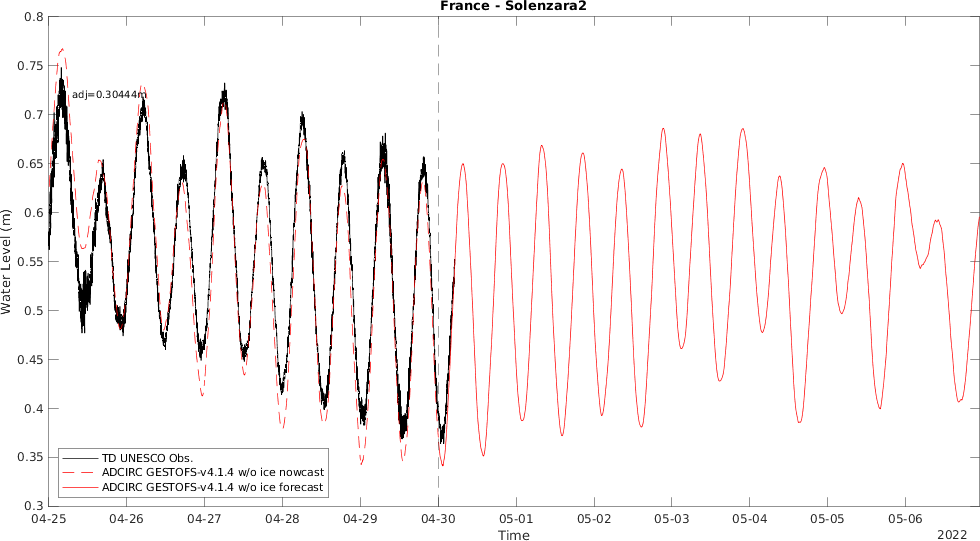 France - Solenzara2
0.8
0.75
0.7
0.65
0.6
0.55
0.5
0.45
0.4
0.35
0.3
Water Level (m)
adj=0.30444m
TD UNESCO Obs.
ADCIRC GESTOFS-v4.1.4 w/o ice nowcast
ADCIRC GESTOFS-v4.1.4 w/o ice forecast
04-25 04-26 04-27 04-28 04-29 04-30 05-01 05-02 05-03 05-04 05-05 05-06
Time
2022